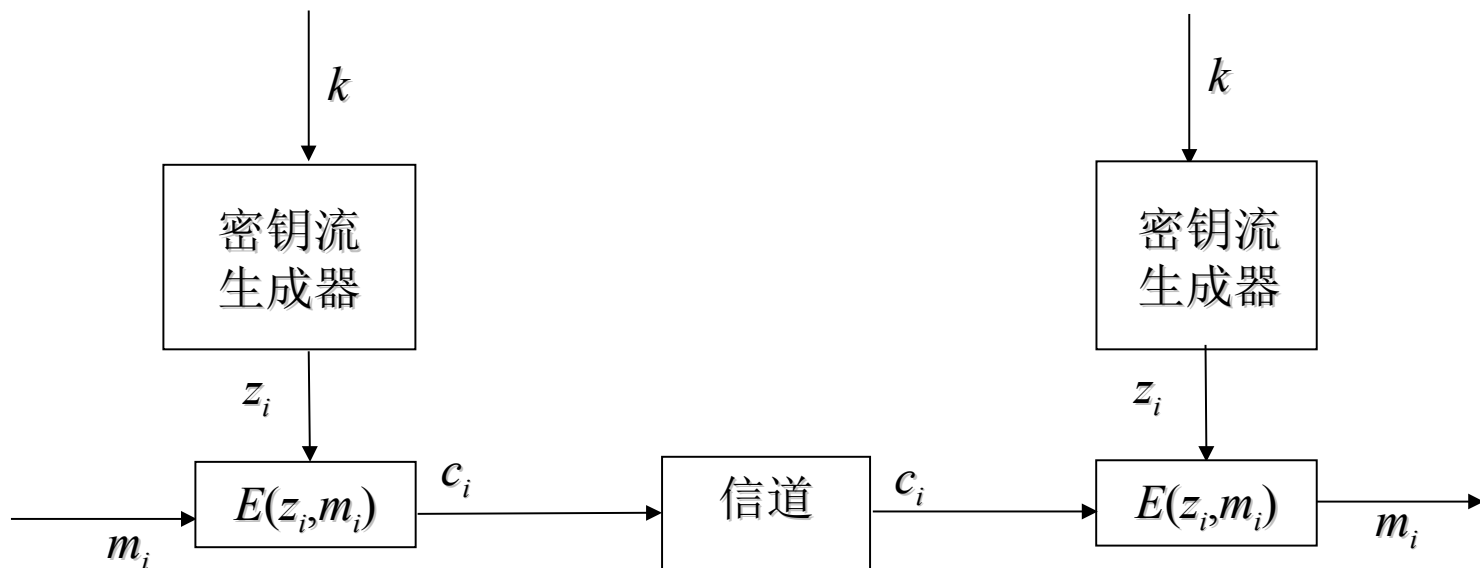 k
k
密钥流
生成器
密钥流
生成器
z_i
z_i
E(z_i,m_i)
c_i
信道
c_i
E(z_i,m_i)
m_i
m_i